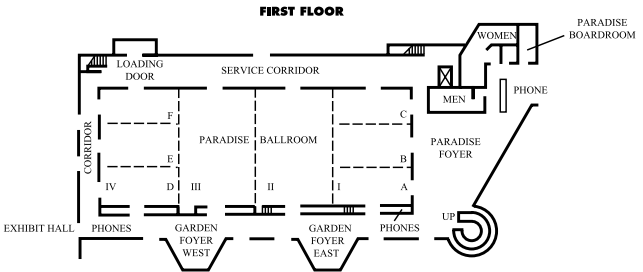 FIRST FLOOR
PARADISE
BOARDROOM
WOMEN
LOADING
DOOR
SERVICE CORRIDOR
MEN
PHONE
F
C
PARADISE BALLROOM
PARADISE
FOYER
CORRIDOR
E
B
IV
D
III
II
I
A
UP
EXHIBIT HALL
PHONES
GARDEN
FOYER
WEST
GARDEN
FOYER
EAST
PHONES